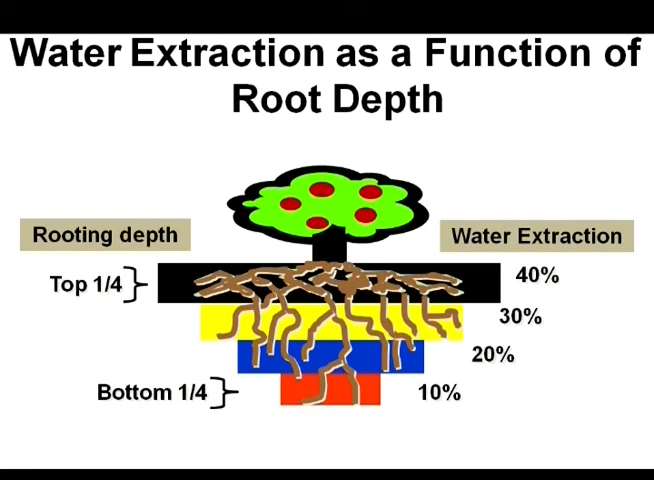 Water Extraction as a Function of
Root Depth
Rooting depth
Water Extraction
Top 1/4
40%
30%
20%
Bottom 1/4
10%